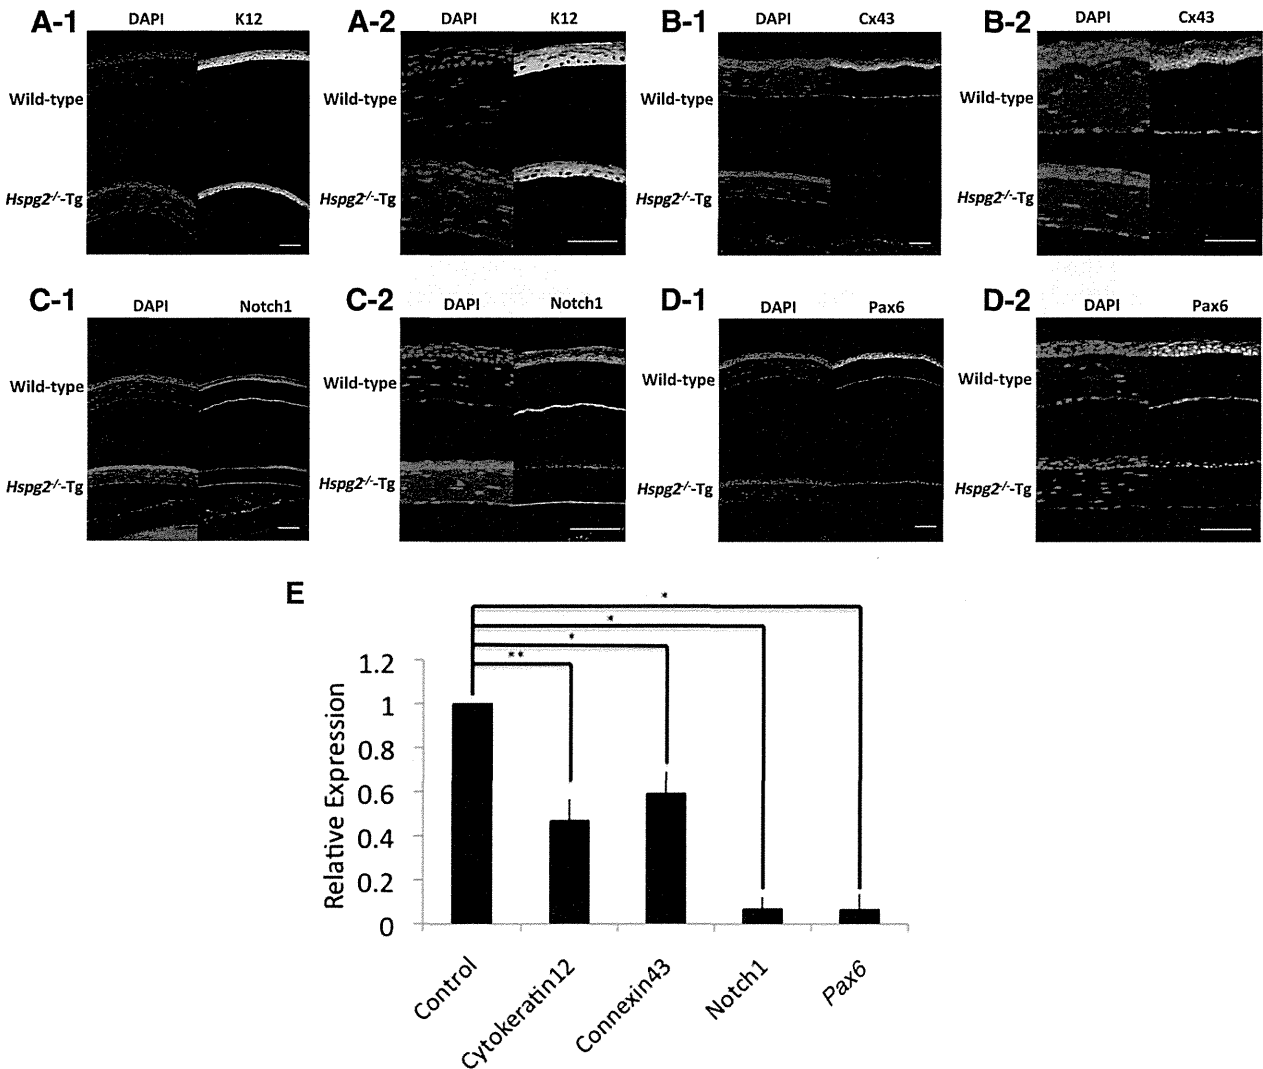 A-1 DAPI K12
Wild-type
Hspg2-/--Tg
A-2 DAPI K12
Wild-type
Hspg2-/--Tg
B-1 DAPI Cx43
Wild-type
Hspg2-/--Tg
B-2 DAPI Cx43
Wild-type
Hspg2-/--Tg
C-1 DAPI Notch1
Wild-type
Hspg2-/--Tg
C-2 DAPI Notch1
Wild-type
Hspg2-/--Tg
D-1 DAPI Pax6
Wild-type
Hspg2-/--Tg
D-2 DAPI Pax6
Wild-type
Hspg2-/--Tg
E
*
*
*
**
Relative Expression
1.2
1
0.8
0.6
0.4
0.2
0
Control
Cytokeratin12
Connexin43
Notch1
Pax6